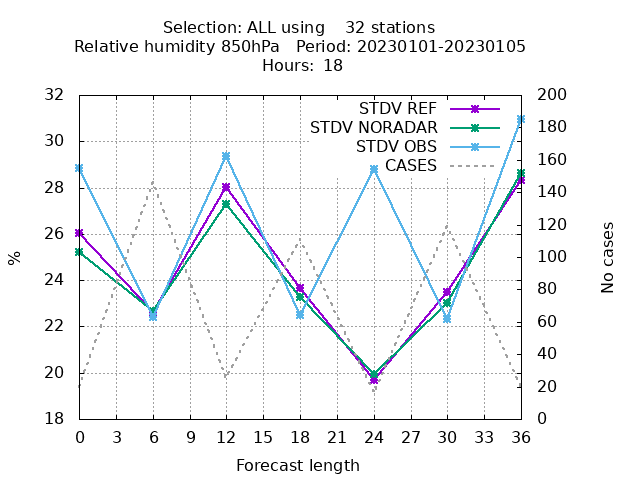 Selection: ALL using    32 stations
Relative humidity 850hPa   Period: 20230101-20230105
Hours: 18
STDV REF
STDV NORADAR
STDV OBS
CASES
%
No cases
32
30
28
26
24
22
20
18
200
180
160
140
120
100
80
60
40
20
0
0 3 6 9 12 15 18 21 24 27 30 33 36
Forecast length